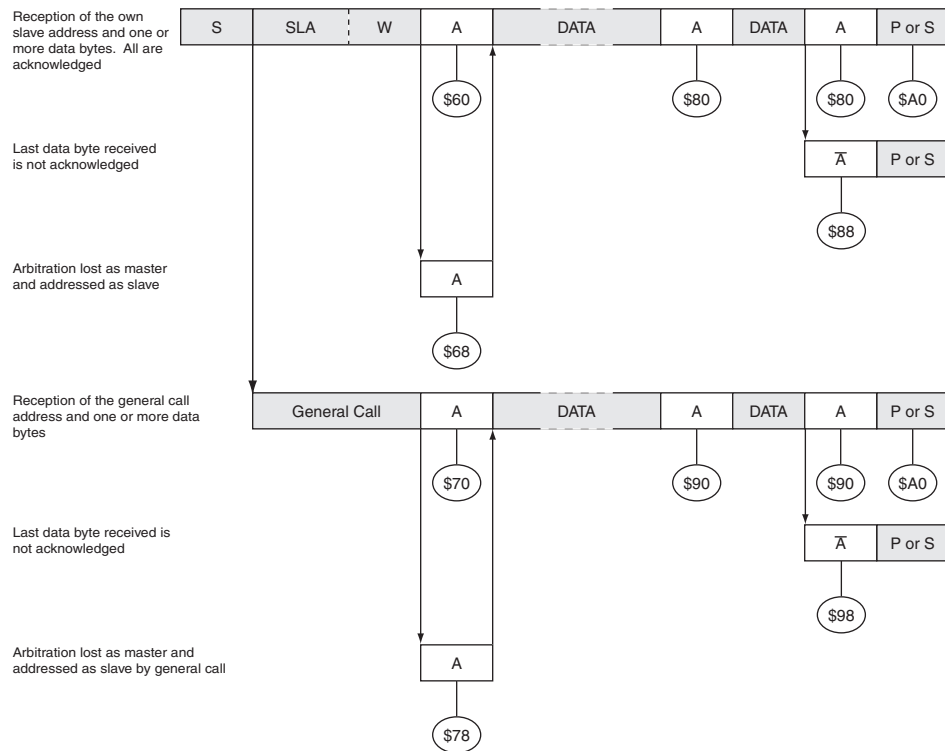 Reception of the own
slave address and one or
more data bytes. All are
acknowledged
S SLA W A DATA A DATA A P or S
$60 $80 $80 $A0
Last data byte received
is not acknowledged
A̅ P or S
$88
Arbitration lost as master
and addressed as slave
A
$68
Reception of the general call
address and one or more data
bytes
General Call A DATA A DATA A P or S
$70 $90 $90 $A0
Last data byte received is
not acknowledged
A̅ P or S
$98
Arbitration lost as master and
addressed as slave by general call
A
$78